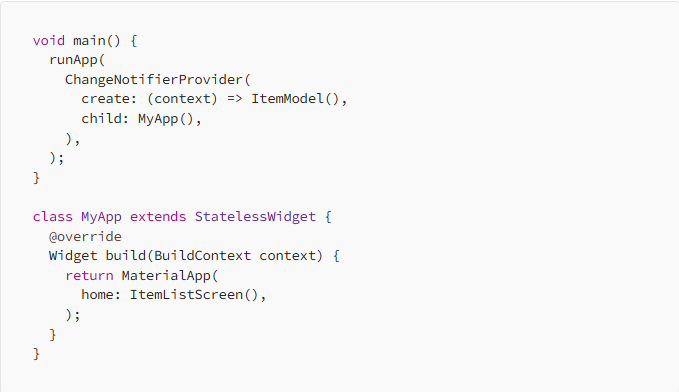 void main() {
  runApp(
    ChangeNotifierProvider(
      create: (context) => ItemModel(),
      child: MyApp(),
    ),
  );
}

class MyApp extends StatelessWidget {
  @override
  Widget build(BuildContext context) {
    return MaterialApp(
      home: ItemListScreen(),
    );
  }
}